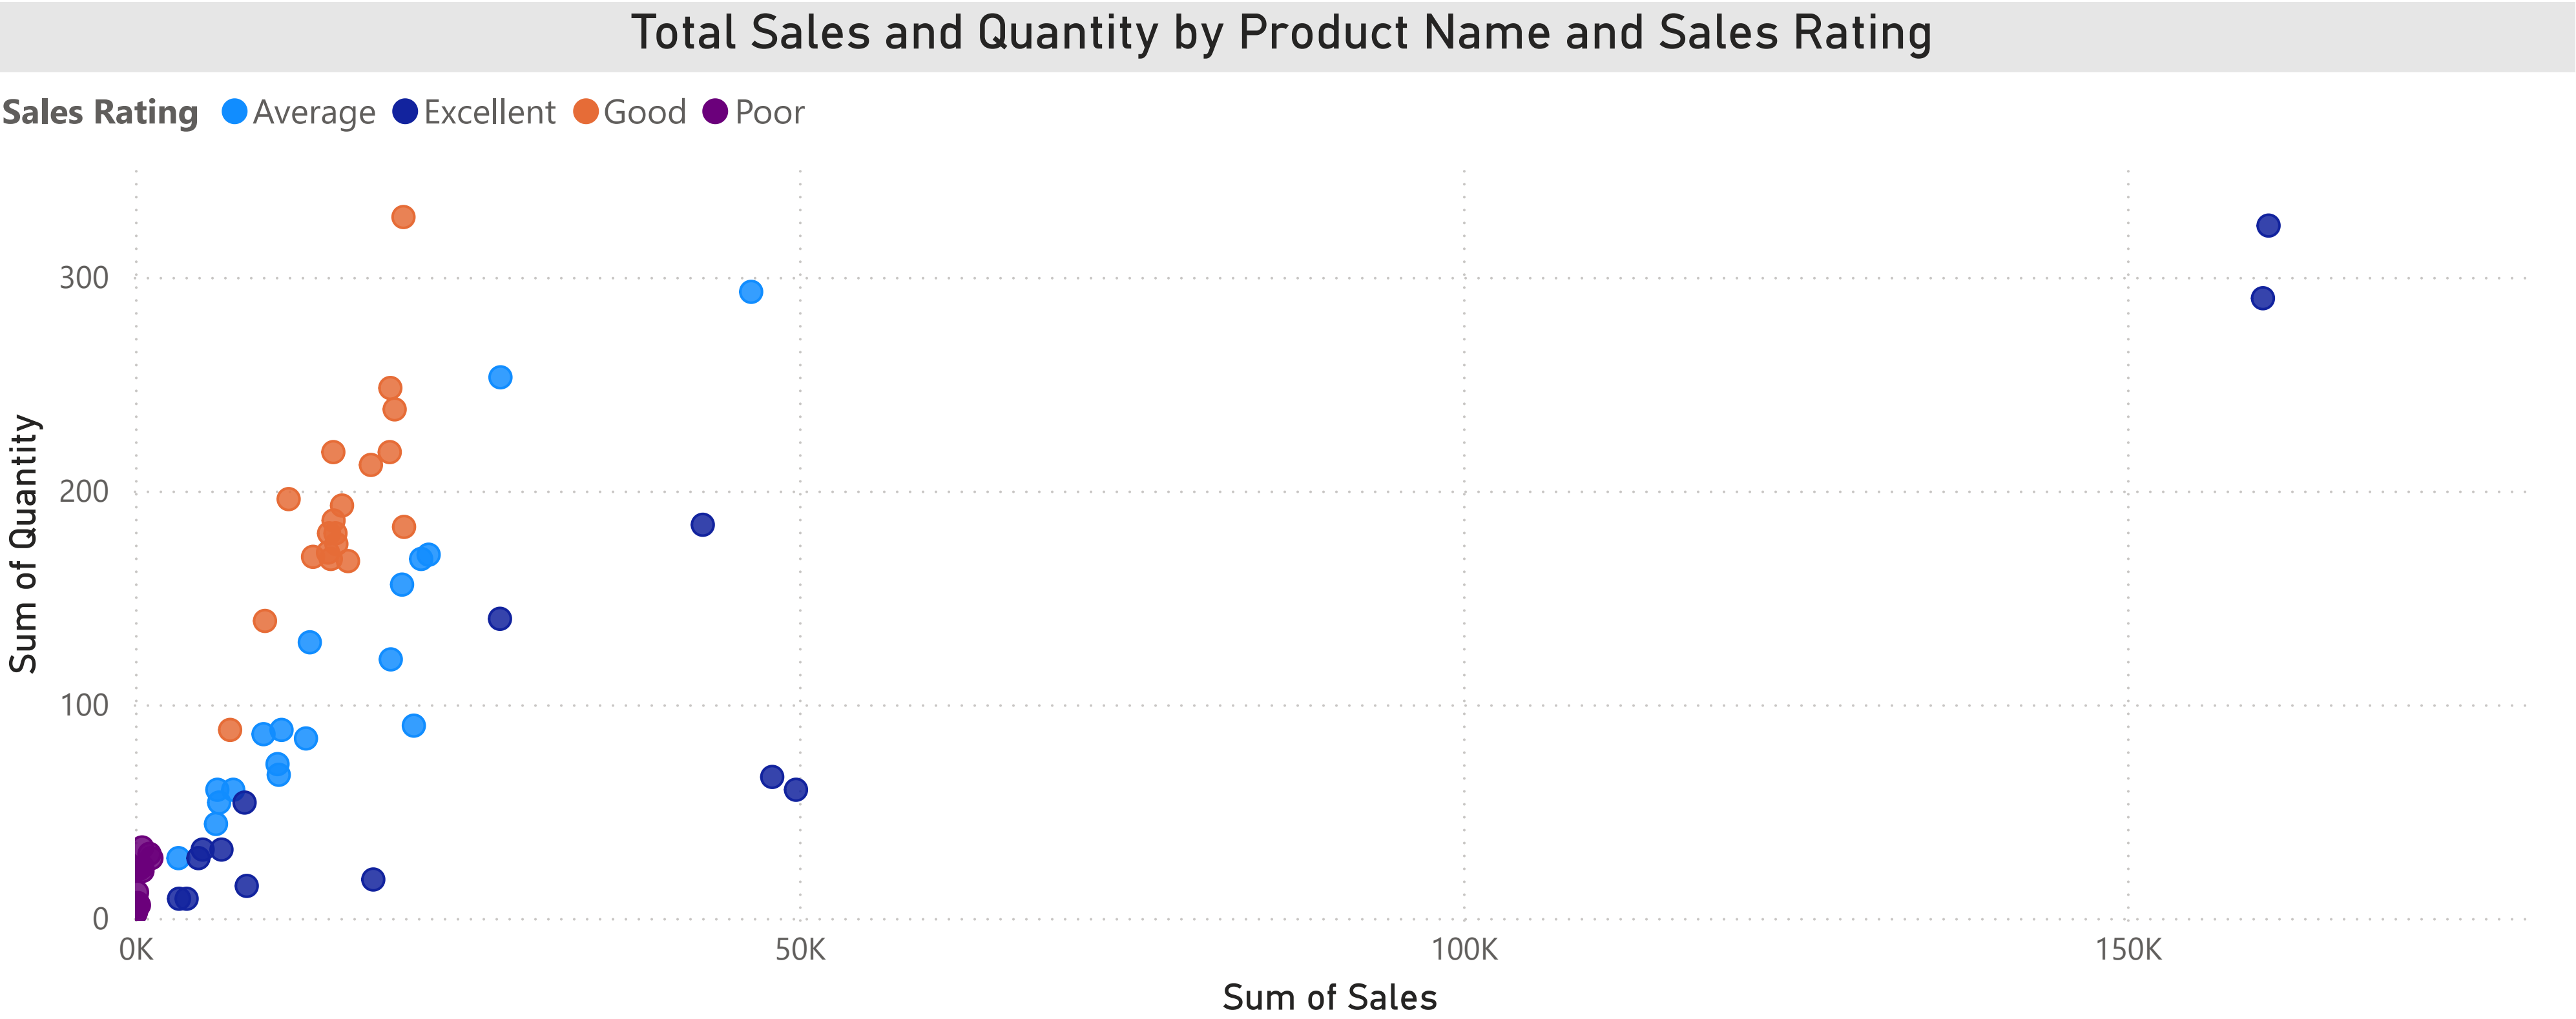 Total Sales and Quantity by Product Name and Sales Rating
Sales Rating Average Excellent Good Poor
Sum of Quantity
300
200
100
0
0K 50K 100K 150K
Sum of Sales